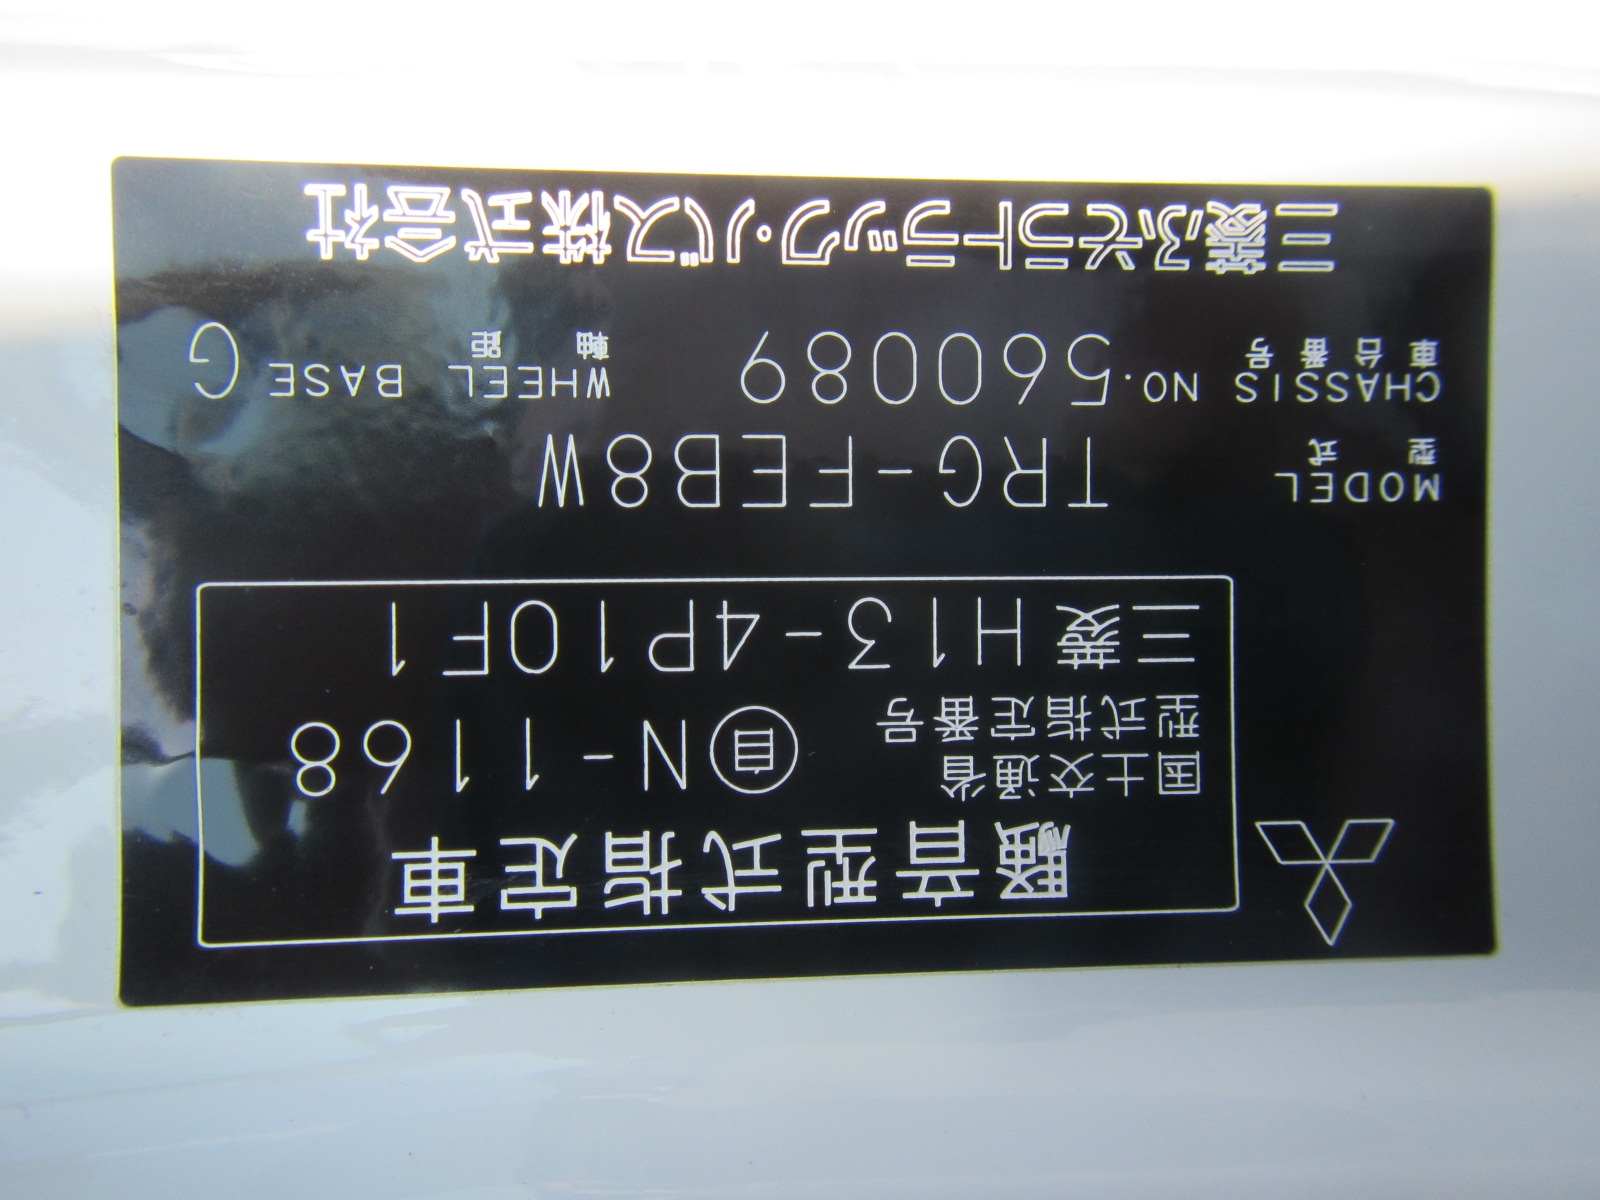 騒音型式指定車
国土交通省
型式指定番号 自 N-1168
三菱 H13-4P10F1
MODEL TRG-FEB8W
型式
CHASSIS NO. 560089 WHEEL BASE G
車台番号 軸距
三菱ふそうトラック・バス株式会社